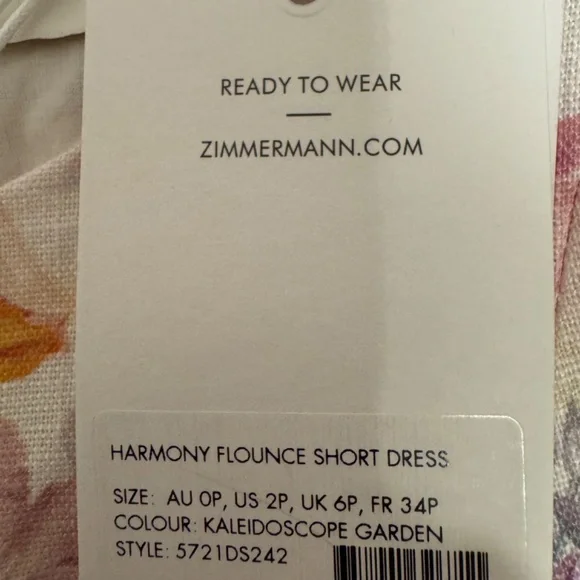 READY TO WEAR
ZIMMERMANN.COM
HARMONY FLOUNCE SHORT DRESS
SIZE: AU 0P, US 2P, UK 6P, FR 34P
COLOUR: KALEIDOSCOPE GARDEN
STYLE: 5721DS242